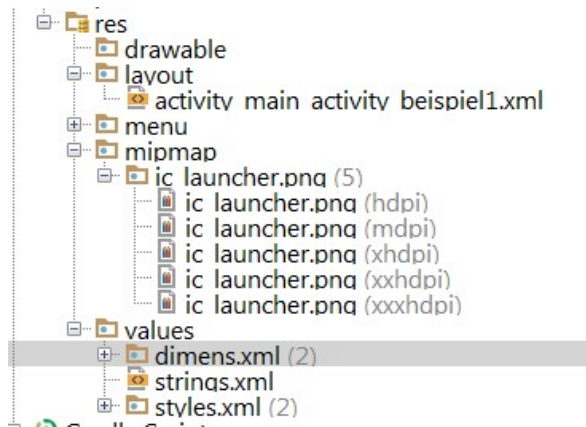 res
drawable
layout
activity_main_activity_beispiel1.xml
menu
mipmap
ic_launcher.png (5)
ic_launcher.png (hdpi)
ic_launcher.png (mdpi)
ic_launcher.png (xhdpi)
ic_launcher.png (xxhdpi)
ic_launcher.png (xxxhdpi)
values
dimens.xml (2)
strings.xml
styles.xml (2)